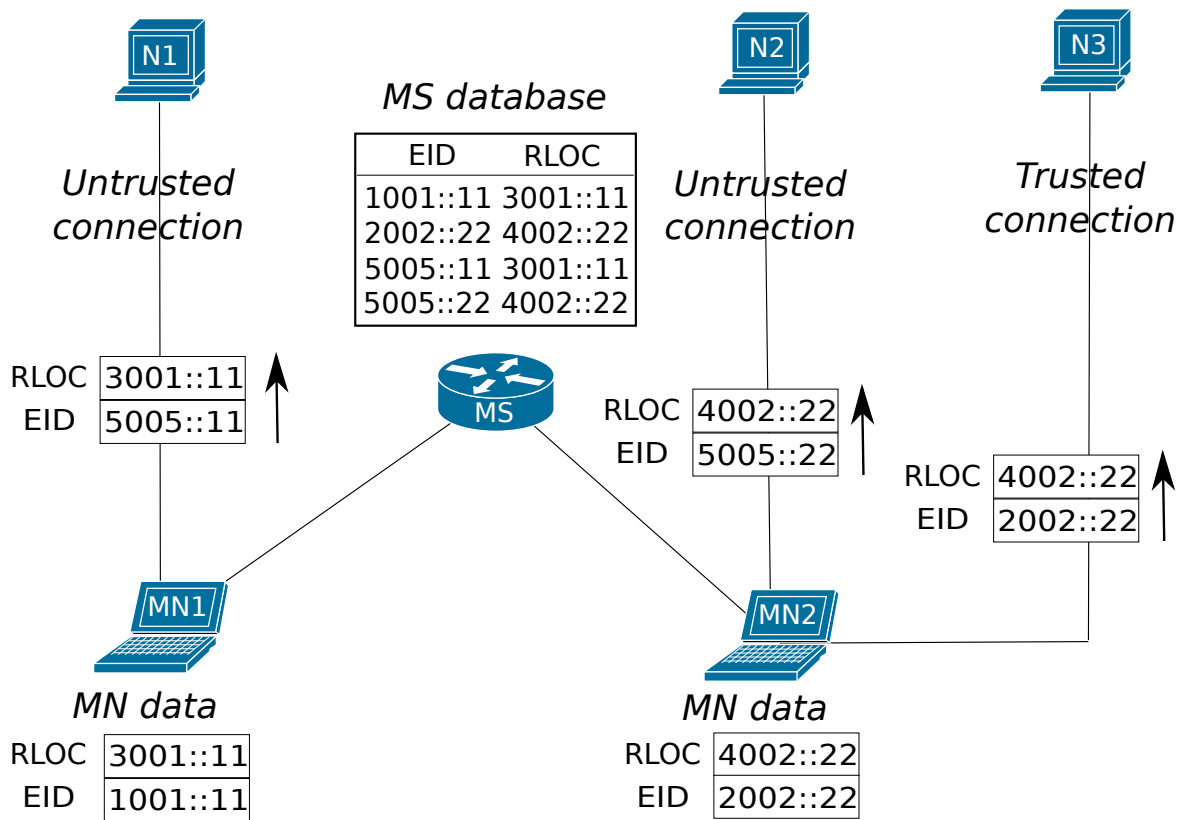 N1
N2
N3
MS database
EID RLOC
1001::11 3001::11
2002::22 4002::22
5005::11 3001::11
5005::22 4002::22
Untrusted
connection
Untrusted
connection
Trusted
connection
RLOC 3001::11
EID 5005::11
MS
RLOC 4002::22
EID 5005::22
RLOC 4002::22
EID 2002::22
MN1
MN2
MN data
RLOC 3001::11
EID 1001::11
MN data
RLOC 4002::22
EID 2002::22